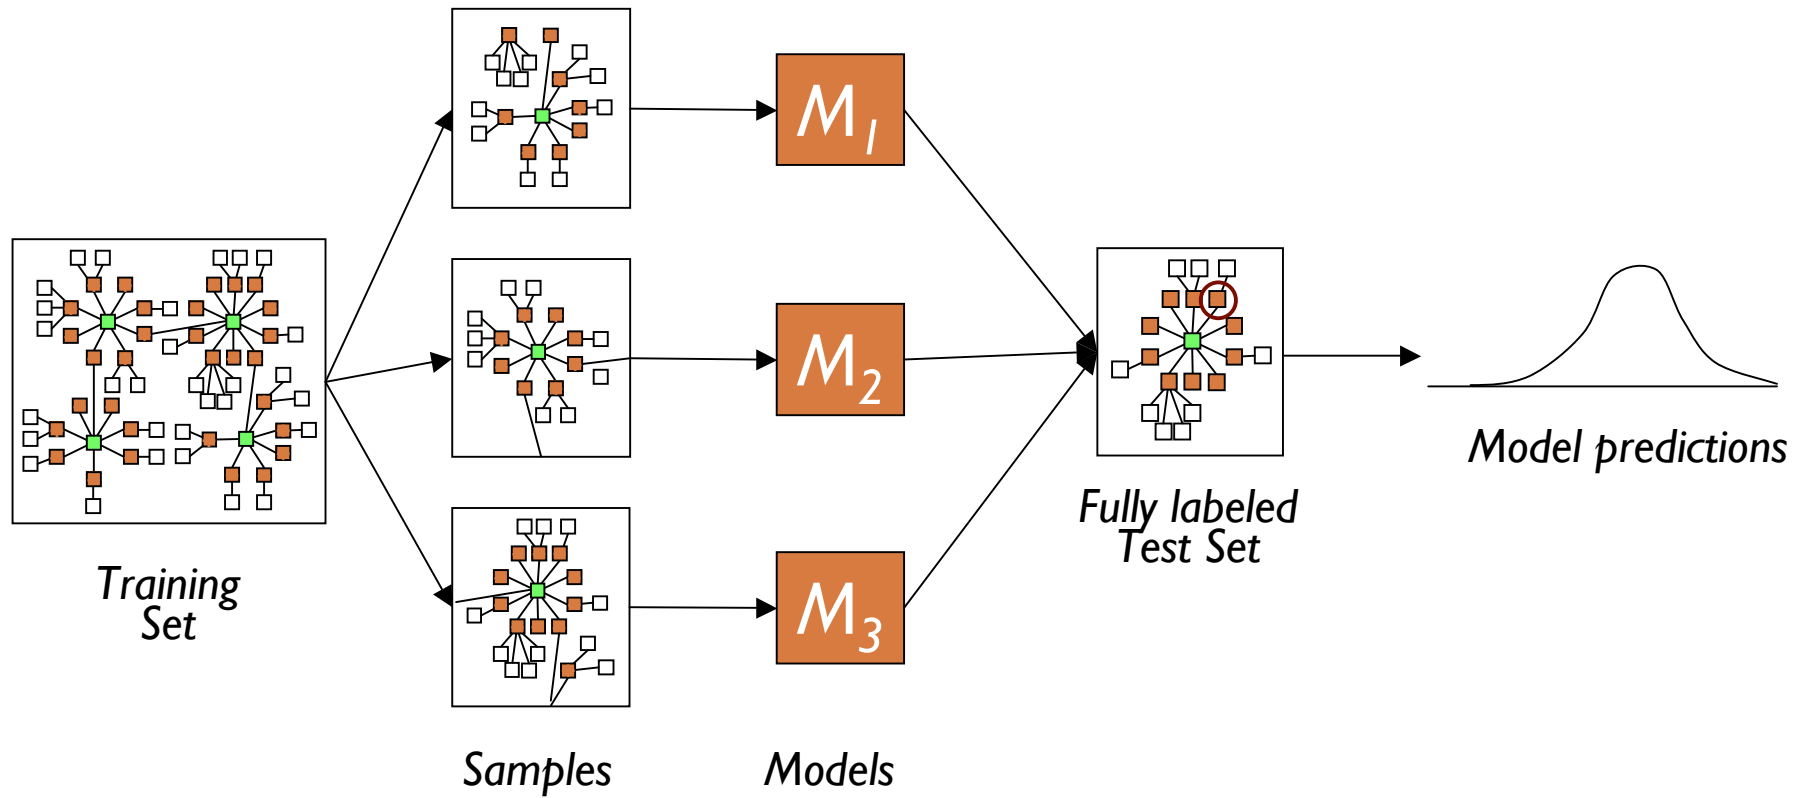 M1
M2
M3
Training
Set
Samples
Models
Fully labeled
Test Set
Model predictions